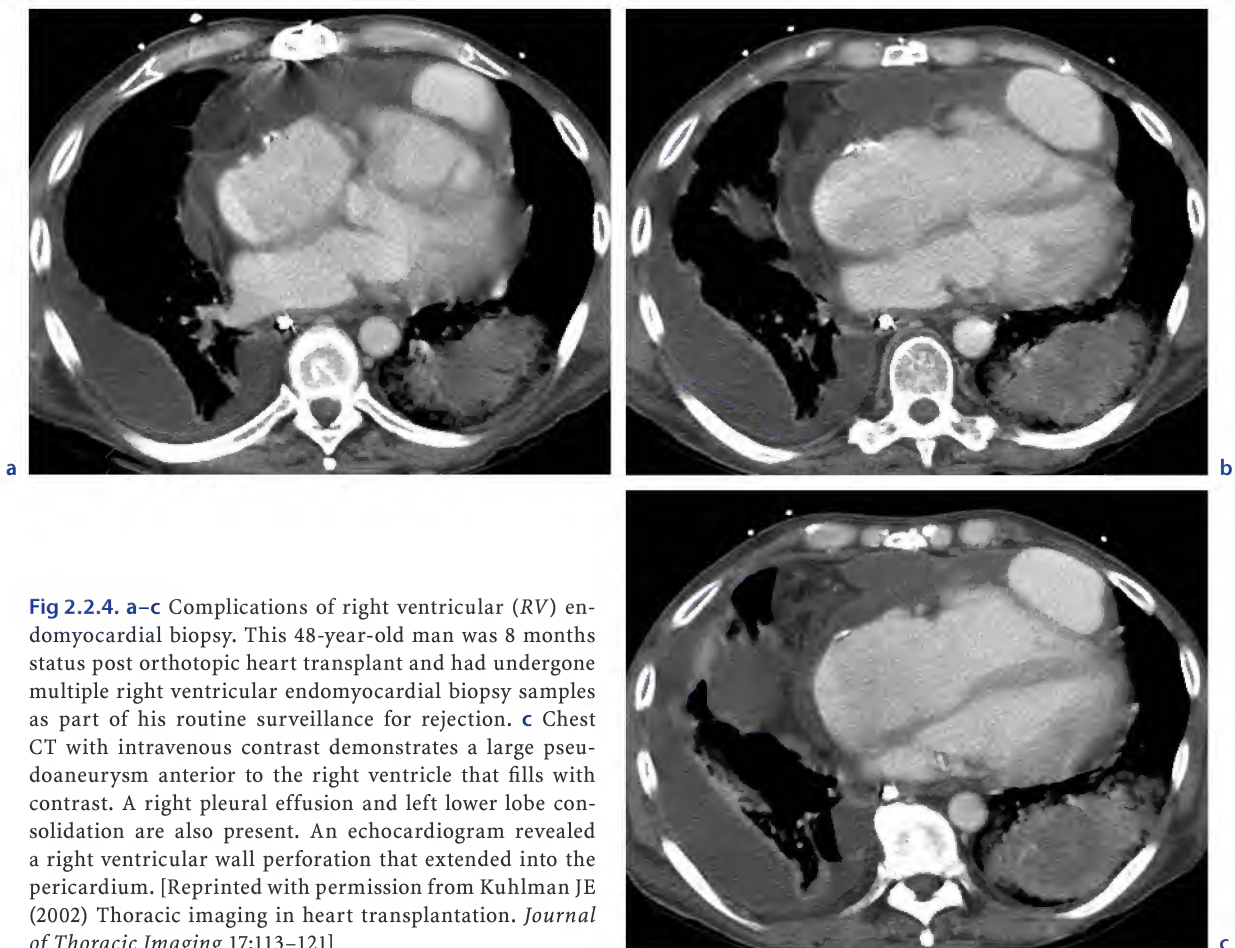 a
b
Fig 2.2.4. a–c Complications of right ventricular (RV) en-
domyocardial biopsy. This 48-year-old man was 8 months
status post orthotopic heart transplant and had undergone
multiple right ventricular endomyocardial biopsy samples
as part of his routine surveillance for rejection. c Chest
CT with intravenous contrast demonstrates a large pseu-
doaneurysm anterior to the right ventricle that fills with
contrast. A right pleural effusion and left lower lobe con-
solidation are also present. An echocardiogram revealed
a right ventricular wall perforation that extended into the
pericardium. [Reprinted with permission from Kuhlman JE
(2002) Thoracic imaging in heart transplantation. Journal
of Thoracic Imaging 17:113–121]
c